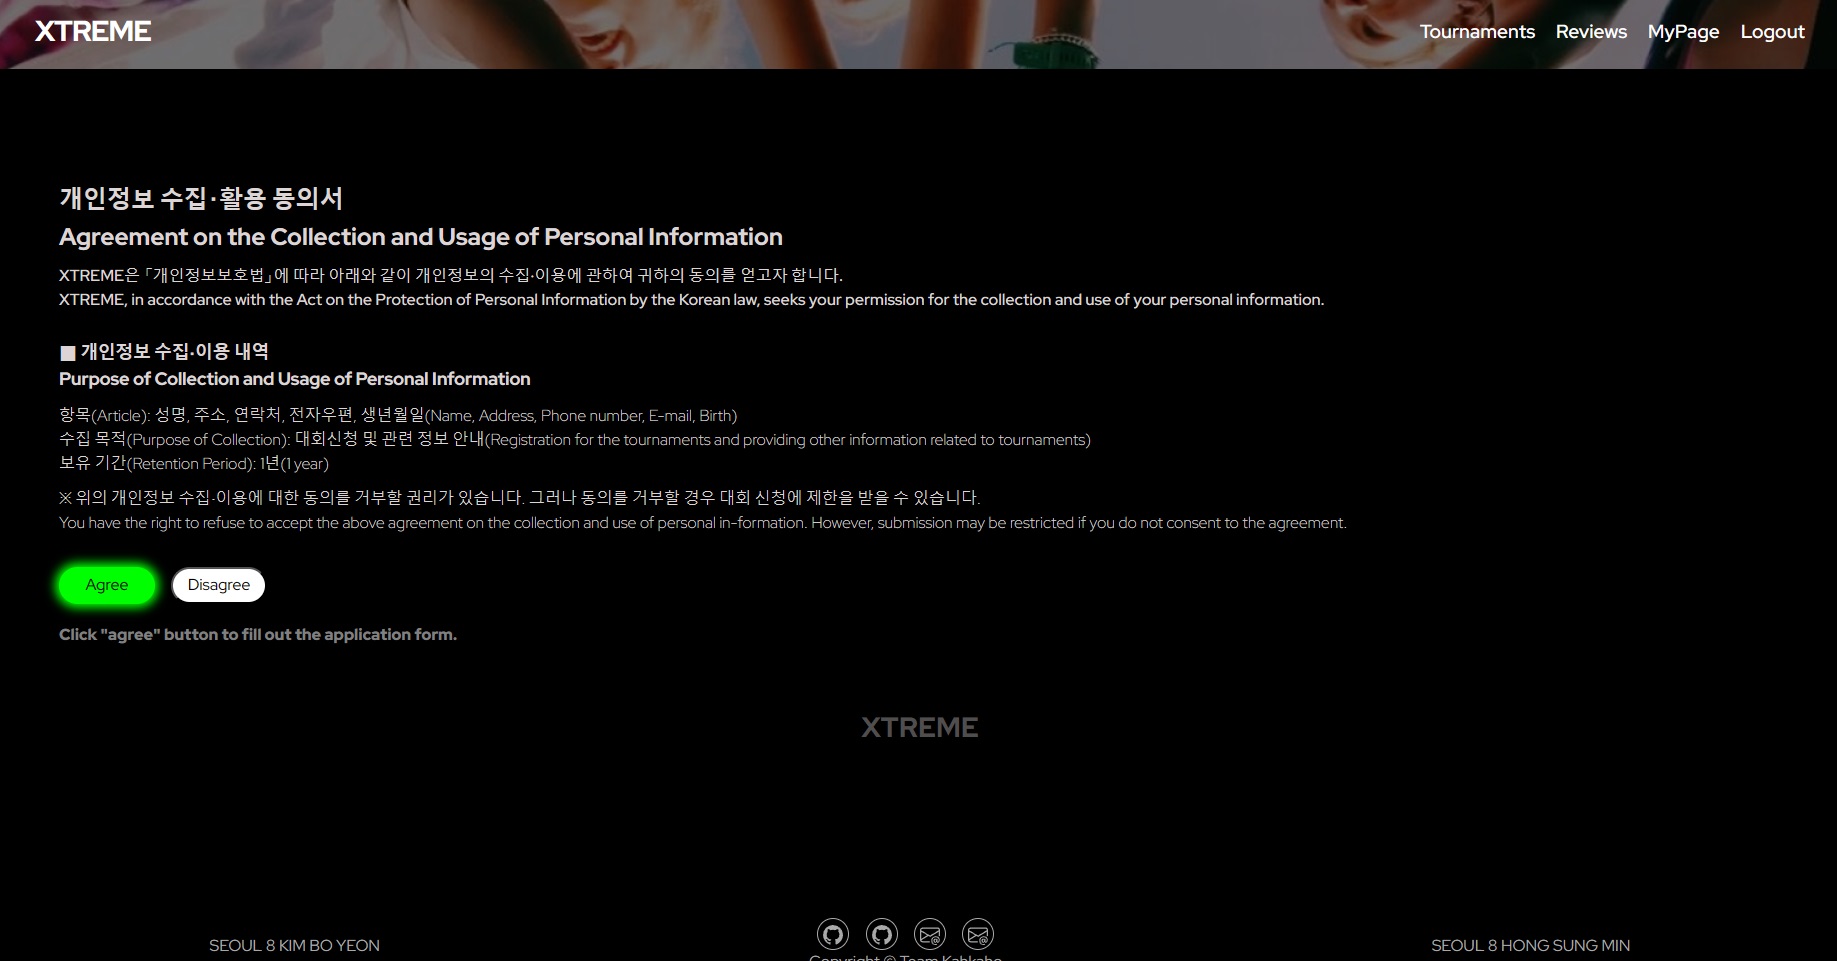 XTREME
Tournaments Reviews MyPage Logout
개인정보 수집·활용 동의서
Agreement on the Collection and Usage of Personal Information
XTREME은 ｢개인정보보호법｣에 따라 아래와 같이 개인정보의 수집·이용에 관하여 귀하의 동의를 얻고자 합니다.
XTREME, in accordance with the Act on the Protection of Personal Information by the Korean law, seeks your permission for the collection and use of your personal information.
■ 개인정보 수집·이용 내역
Purpose of Collection and Usage of Personal Information
항목(Article): 성명, 주소, 연락처, 전자우편, 생년월일(Name, Address, Phone number, E-mail, Birth)
수집 목적(Purpose of Collection): 대회신청 및 관련 정보 안내(Registration for the tournaments and providing other information related to tournaments)
보유 기간(Retention Period): 1년(1 year)
※ 위의 개인정보 수집·이용에 대한 동의를 거부할 권리가 있습니다. 그러나 동의를 거부할 경우 대회 신청에 제한을 받을 수 있습니다.
You have the right to refuse to accept the above agreement on the collection and use of personal in-formation. However, submission may be restricted if you do not consent to the agreement.
Agree Disagree
Click "agree" button to fill out the application form.
XTREME
SEOUL 8 KIM BO YEON
SEOUL 8 HONG SUNG MIN
Copyright © Team Kahkaho